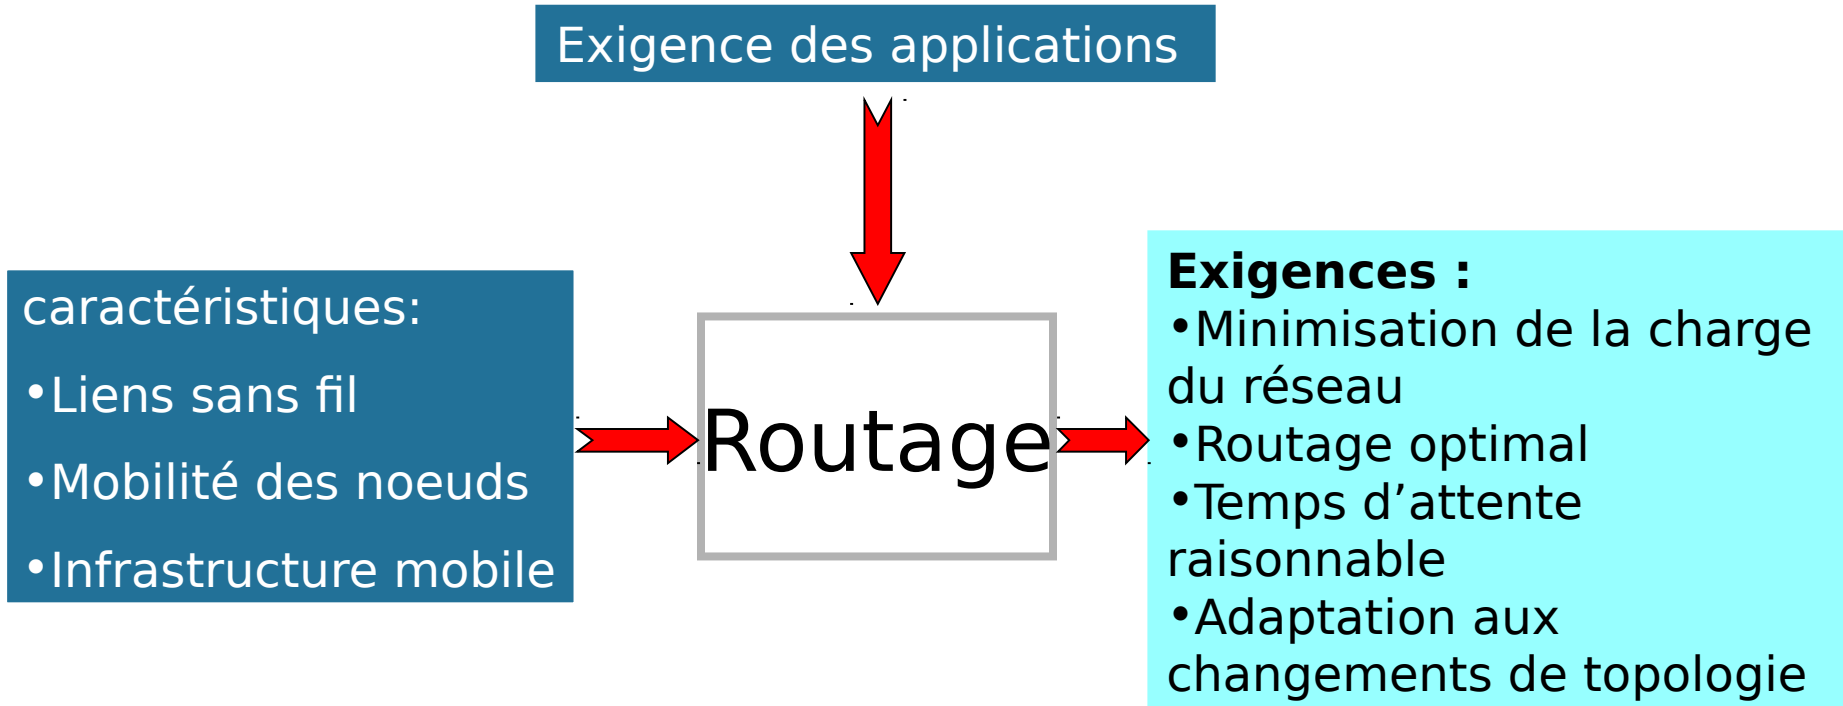 Exigence des applications
caractéristiques:
•Liens sans fil
•Mobilité des noeuds
•Infrastructure mobile
Routage
Exigences :
•Minimisation de la charge
du réseau
•Routage optimal
•Temps d’attente
raisonnable
•Adaptation aux
changements de topologie